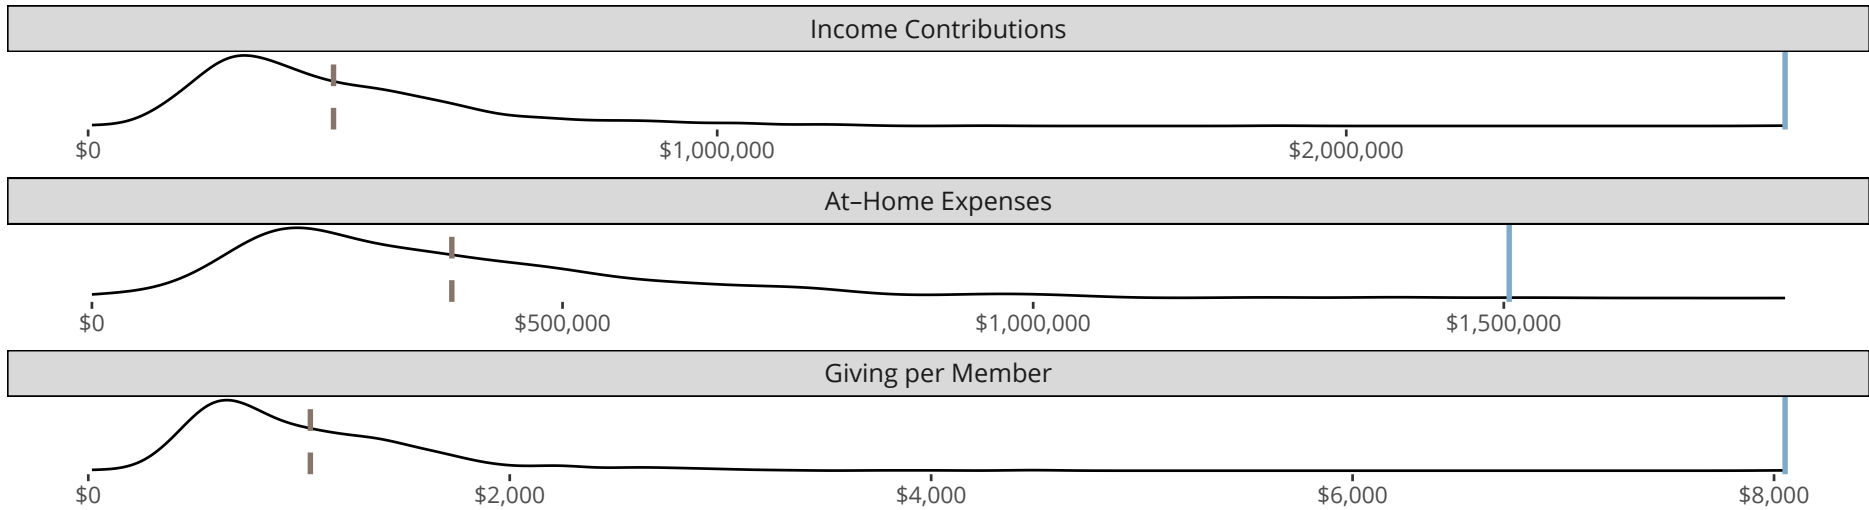 Income Contributions
$0 $1,000,000 $2,000,000
At–Home Expenses
$0 $500,000 $1,000,000 $1,500,000
Giving per Member
$0 $2,000 $4,000 $6,000 $8,000